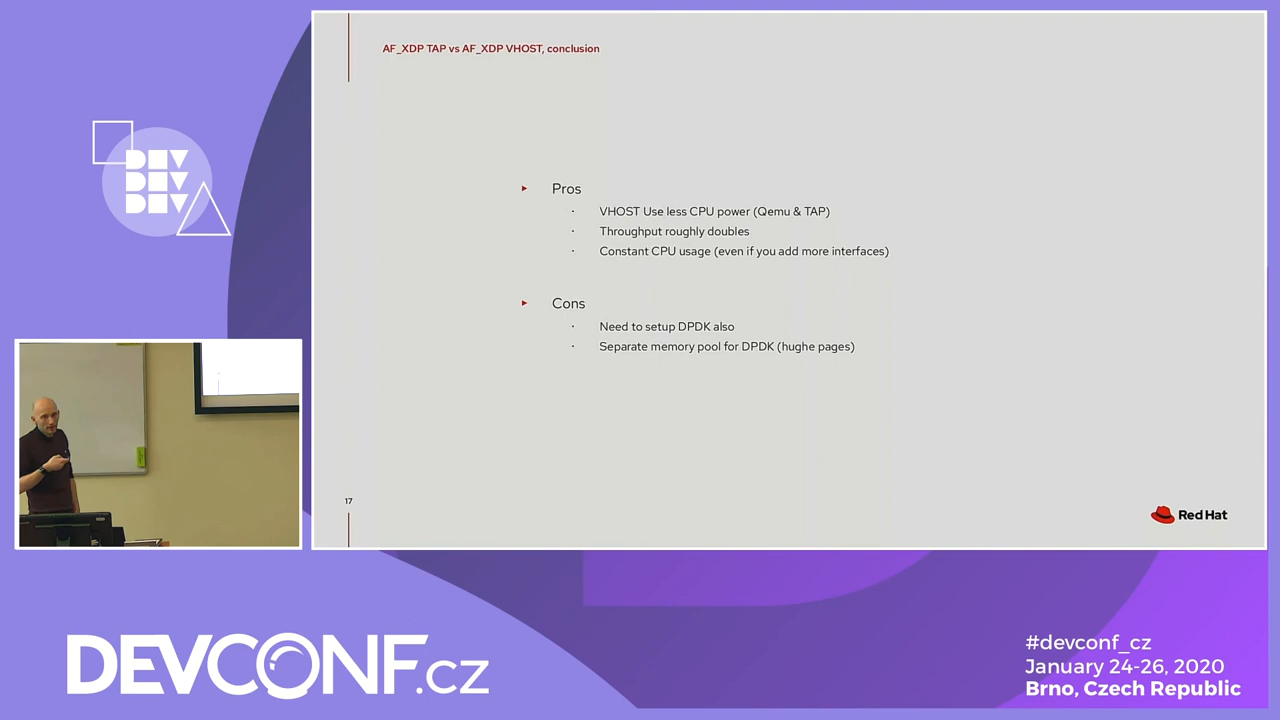 DEV
DEV
DEV
AF_XDP TAP vs AF_XDP VHOST, conclusion
Pros
VHOST Use less CPU power (Qemu & TAP)
Throughput roughly doubles
Constant CPU usage (even if you add more interfaces)
Cons
Need to setup DPDK also
Separate memory pool for DPDK (hughe pages)
17
Red Hat
DEVCONF.cz
#devconf_cz
January 24-26, 2020
Brno, Czech Republic